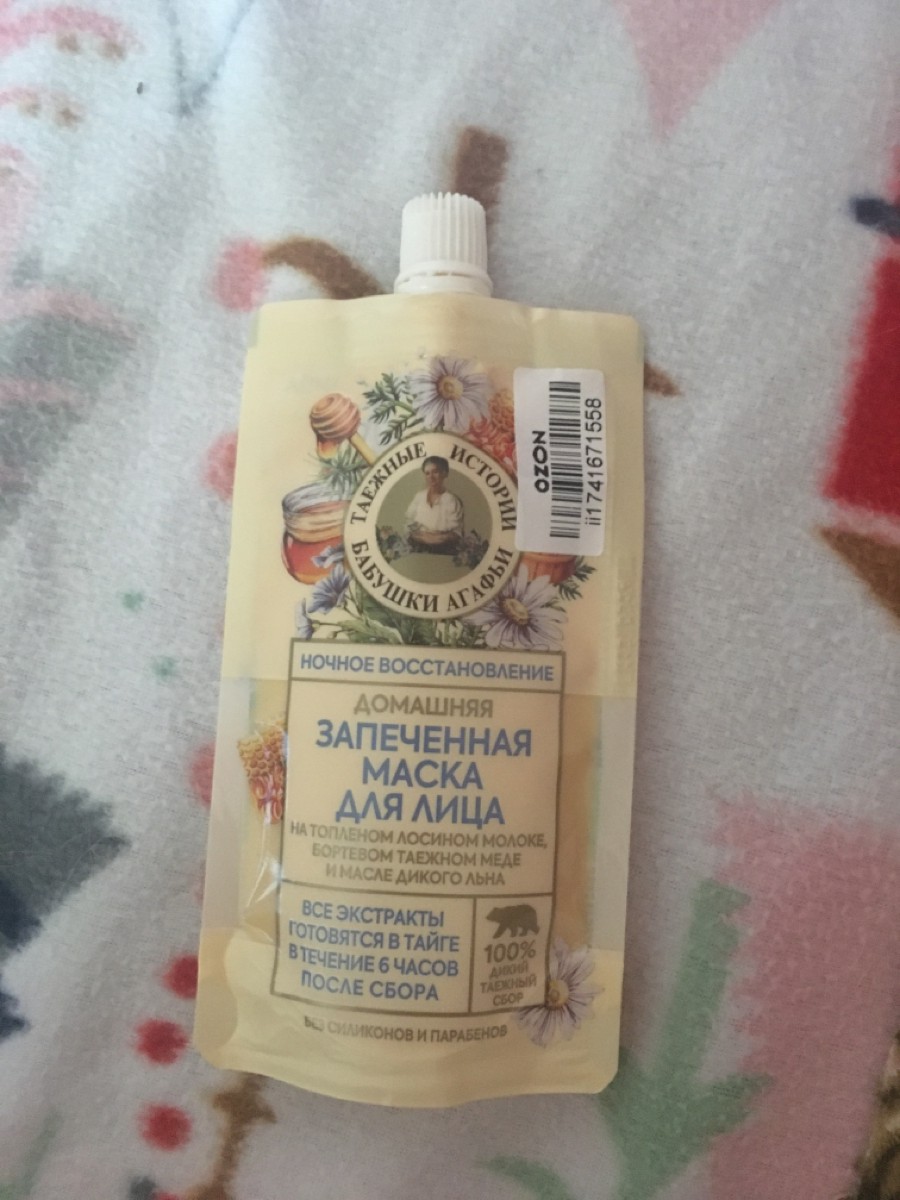 ТАЕЖНЫЕ ИСТОРИИ
БАБУШКИ АГАФЬИ
OZON
ii1741671558
НОЧНОЕ ВОССТАНОВЛЕНИЕ
ДОМАШНЯЯ
ЗАПЕЧЕННАЯ
МАСКА
ДЛЯ ЛИЦА
НА ТОПЛЕНОМ ЛОСИНОМ МОЛОКЕ,
БОРТЕВОМ ТАЕЖНОМ МЕДЕ
И МАСЛЕ ДИКОГО ЛЬНА
ВСЕ ЭКСТРАКТЫ
ГОТОВЯТСЯ В ТАЙГЕ
В ТЕЧЕНИЕ 6 ЧАСОВ
ПОСЛЕ СБОРА
100%
ДИКИЙ
ТАЕЖНЫЙ
СБОР
БЕЗ СИЛИКОНОВ И ПАРАБЕНОВ